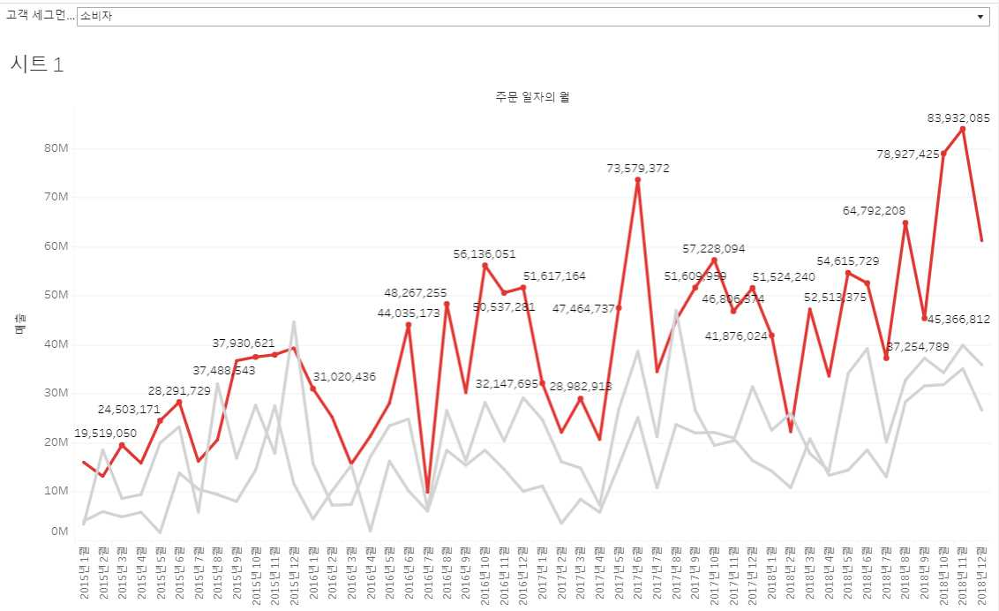 고객 세그먼...
소비자
시트 1
주문 일자의 월
매출
80M
70M
60M
50M
40M
30M
20M
10M
0M
19,519,050
24,503,171
28,291,729
37,488,543
37,930,621
31,020,436
44,035,173
48,267,255
56,136,051
50,537,281
51,617,164
32,147,695
28,982,913
47,464,737
73,579,372
51,609,959
57,228,094
46,806,374
51,524,240
41,876,024
54,615,729
52,513,375
37,254,789
64,792,208
45,366,812
78,927,425
83,932,085
2015년 1월
2015년 2월
2015년 3월
2015년 4월
2015년 5월
2015년 6월
2015년 7월
2015년 8월
2015년 9월
2015년 10월
2015년 11월
2015년 12월
2016년 1월
2016년 2월
2016년 3월
2016년 4월
2016년 5월
2016년 6월
2016년 7월
2016년 8월
2016년 9월
2016년 10월
2016년 11월
2016년 12월
2017년 1월
2017년 2월
2017년 3월
2017년 4월
2017년 5월
2017년 6월
2017년 7월
2017년 8월
2017년 9월
2017년 10월
2017년 11월
2017년 12월
2018년 1월
2018년 2월
2018년 3월
2018년 4월
2018년 5월
2018년 6월
2018년 7월
2018년 8월
2018년 9월
2018년 10월
2018년 11월
2018년 12월